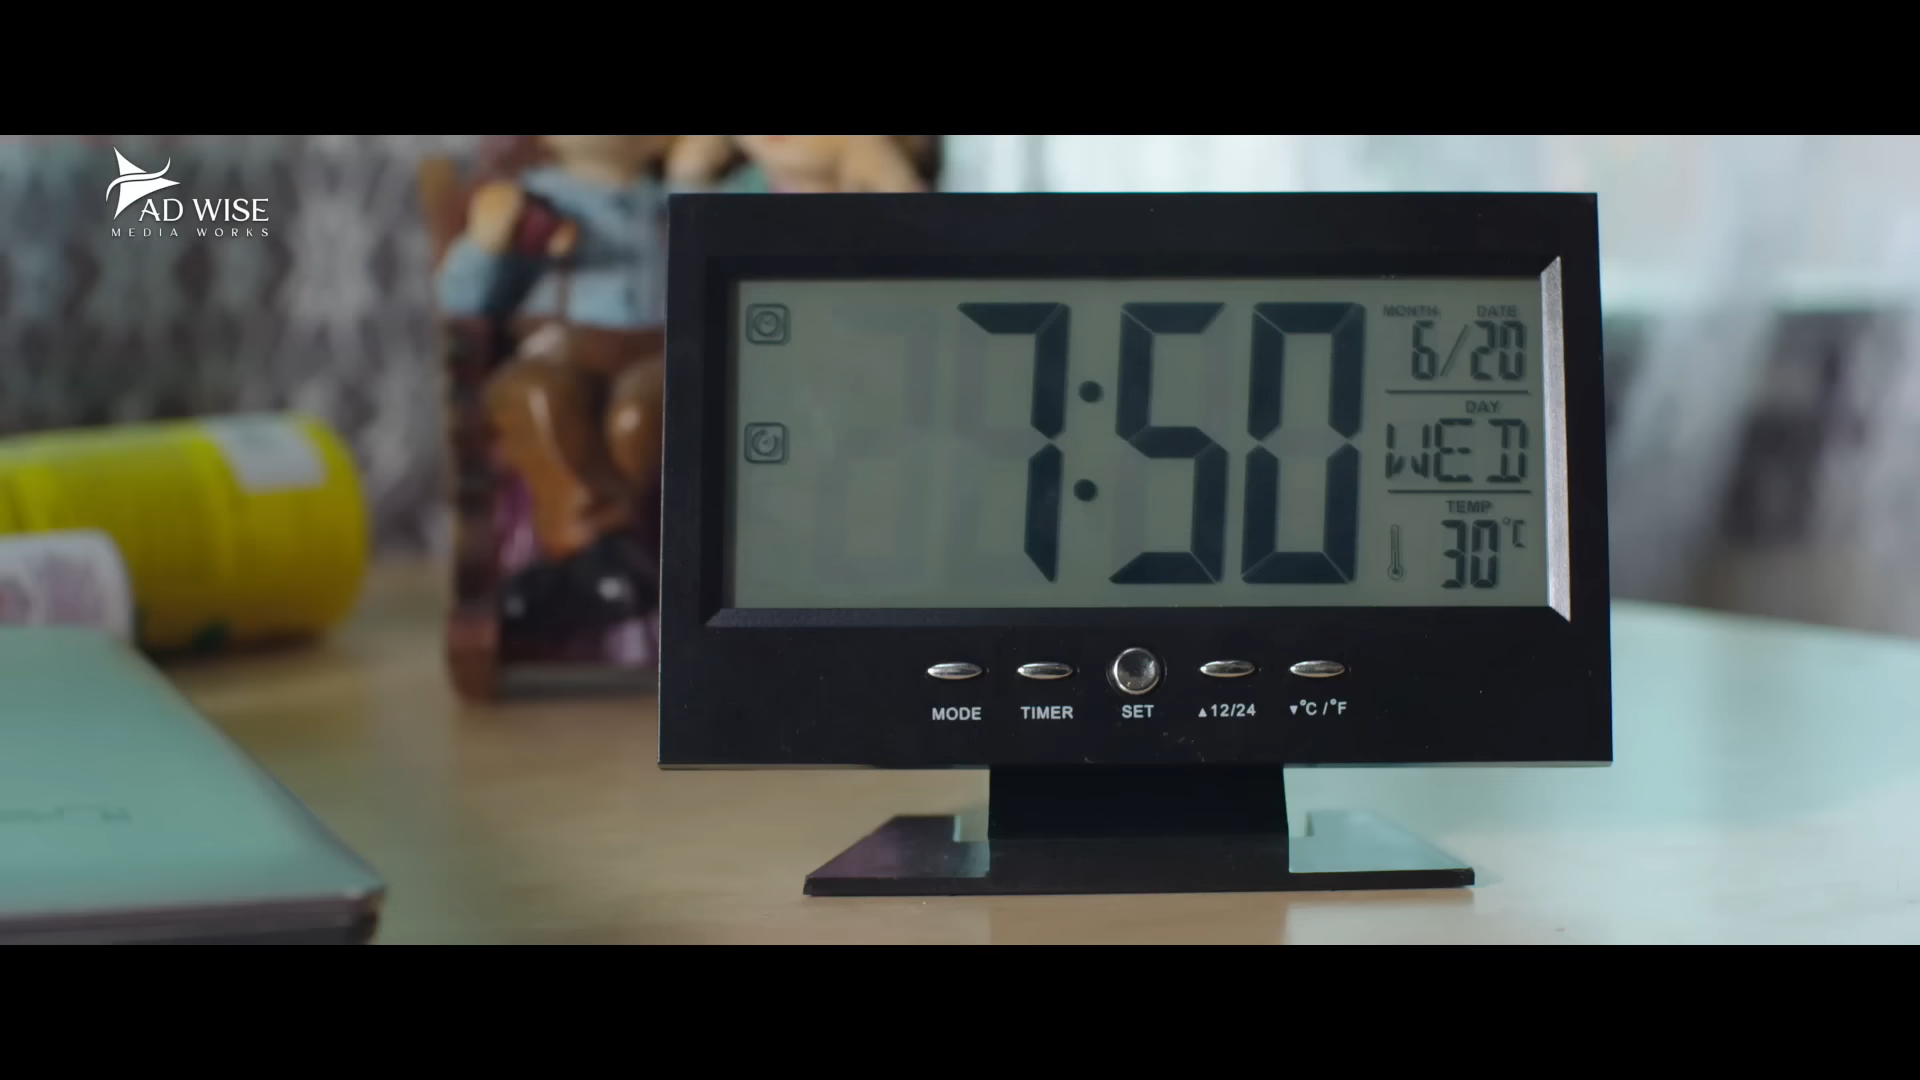 AD WISE
MEDIA WORKS
7:50
MONTH DATE
6/20
DAY
WED
TEMP
30°C
MODE TIMER SET ▲12/24 ▼°C/°F